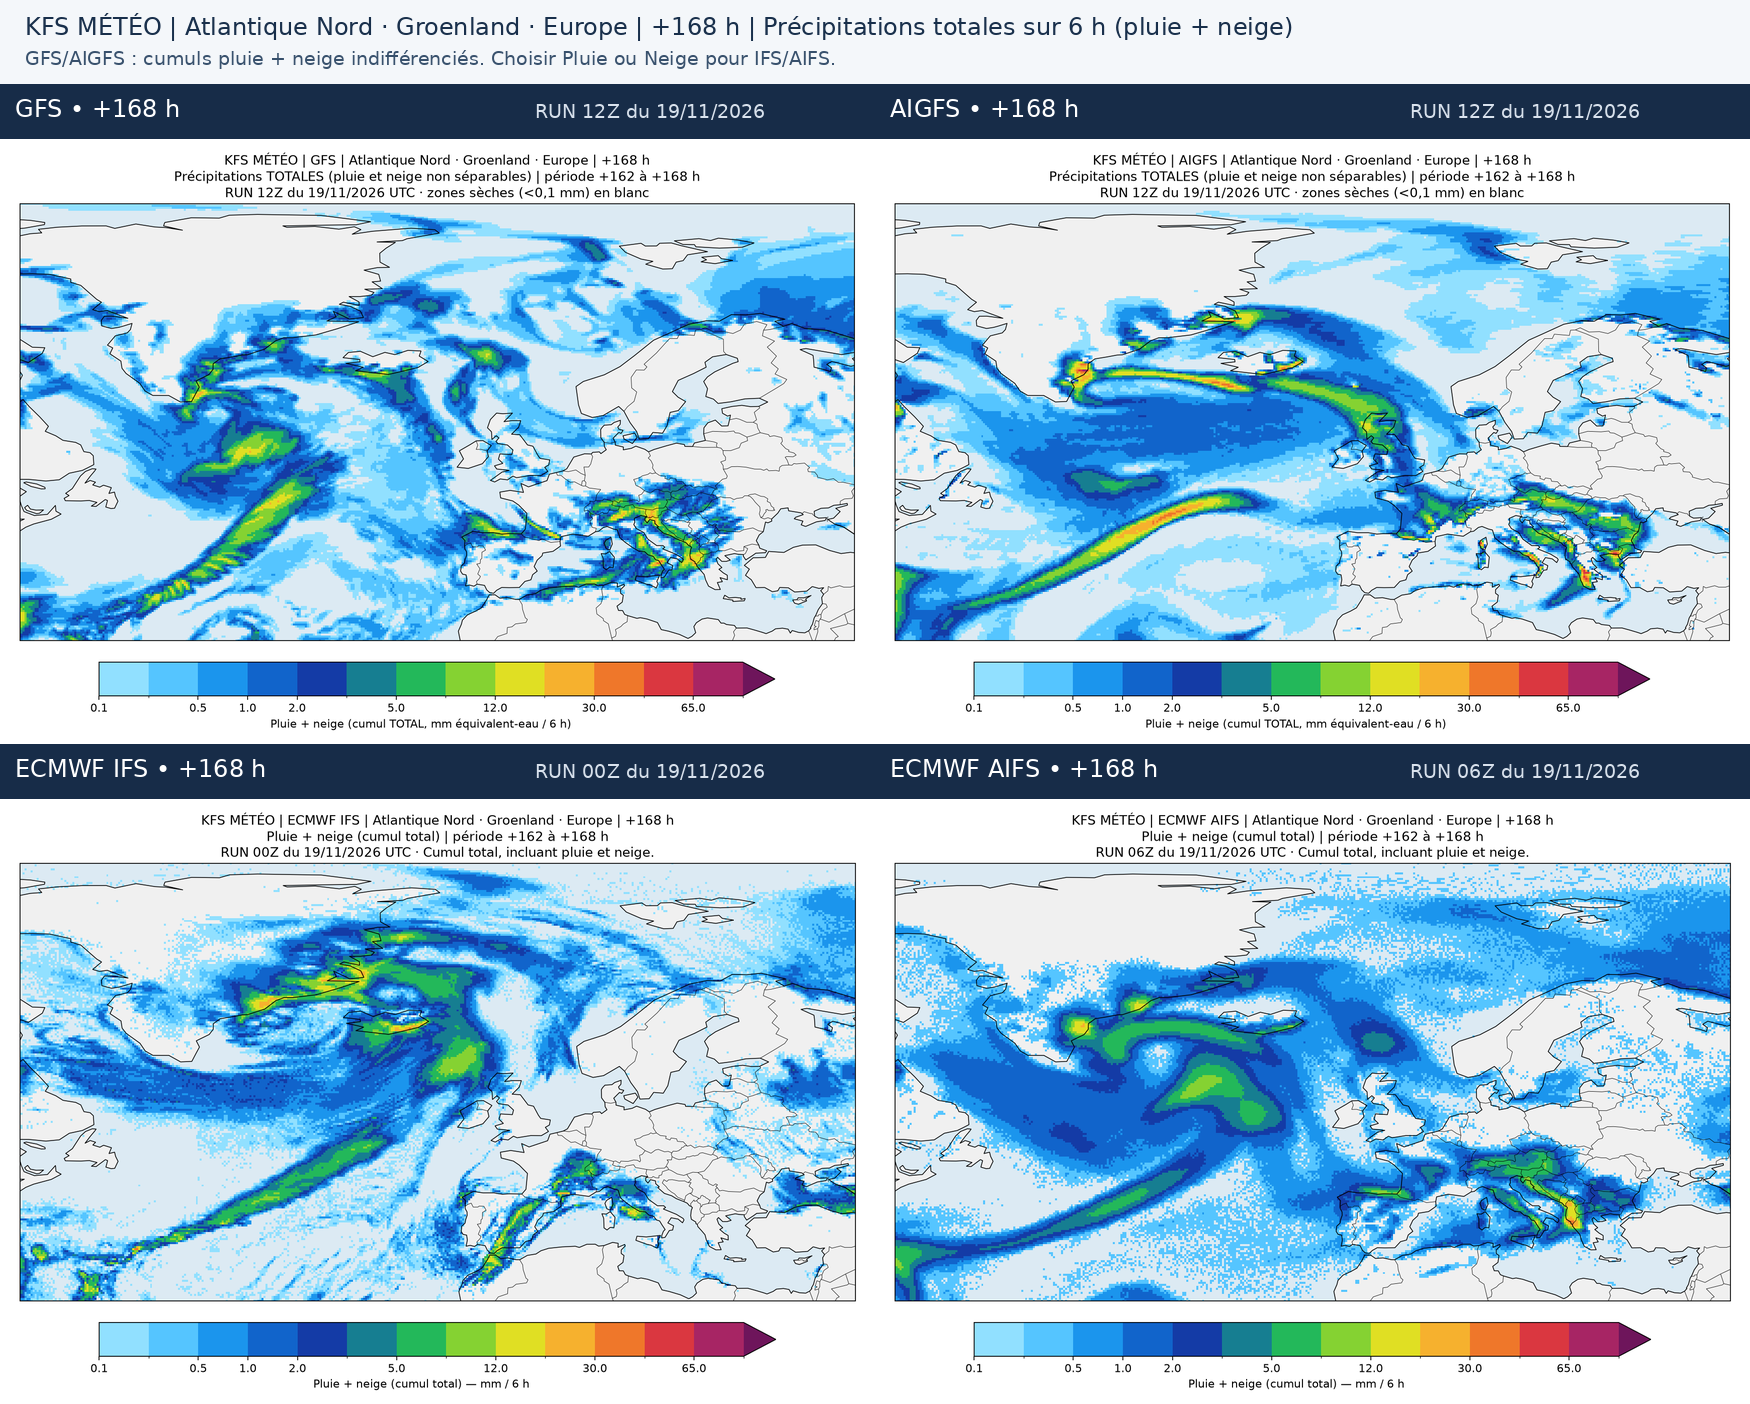 KFS MÉTÉO | Atlantique Nord · Groenland · Europe | +168 h | Précipitations totales sur 6 h (pluie + neige)
GFS/AIGFS : cumuls pluie + neige indifférenciés. Choisir Pluie ou Neige pour IFS/AIFS.
GFS • +168 h
RUN 12Z du 19/11/2026
AIGFS • +168 h
RUN 12Z du 19/11/2026
KFS MÉTÉO | GFS | Atlantique Nord · Groenland · Europe | +168 h
Précipitations TOTALES (pluie et neige non séparables) | période +162 à +168 h
RUN 12Z du 19/11/2026 UTC · zones sèches (<0,1 mm) en blanc
KFS MÉTÉO | AIGFS | Atlantique Nord · Groenland · Europe | +168 h
Précipitations TOTALES (pluie et neige non séparables) | période +162 à +168 h
RUN 12Z du 19/11/2026 UTC · zones sèches (<0,1 mm) en blanc
0.1 0.5 1.0 2.0 5.0 12.0 30.0 65.0
Pluie + neige (cumul TOTAL, mm équivalent-eau / 6 h)
0.1 0.5 1.0 2.0 5.0 12.0 30.0 65.0
Pluie + neige (cumul TOTAL, mm équivalent-eau / 6 h)
ECMWF IFS • +168 h
RUN 00Z du 19/11/2026
ECMWF AIFS • +168 h
RUN 06Z du 19/11/2026
KFS MÉTÉO | ECMWF IFS | Atlantique Nord · Groenland · Europe | +168 h
Pluie + neige (cumul total) | période +162 à +168 h
RUN 00Z du 19/11/2026 UTC · Cumul total, incluant pluie et neige.
KFS MÉTÉO | ECMWF AIFS | Atlantique Nord · Groenland · Europe | +168 h
Pluie + neige (cumul total) | période +162 à +168 h
RUN 06Z du 19/11/2026 UTC · Cumul total, incluant pluie et neige.
0.1 0.5 1.0 2.0 5.0 12.0 30.0 65.0
Pluie + neige (cumul total) — mm / 6 h
0.1 0.5 1.0 2.0 5.0 12.0 30.0 65.0
Pluie + neige (cumul total) — mm / 6 h